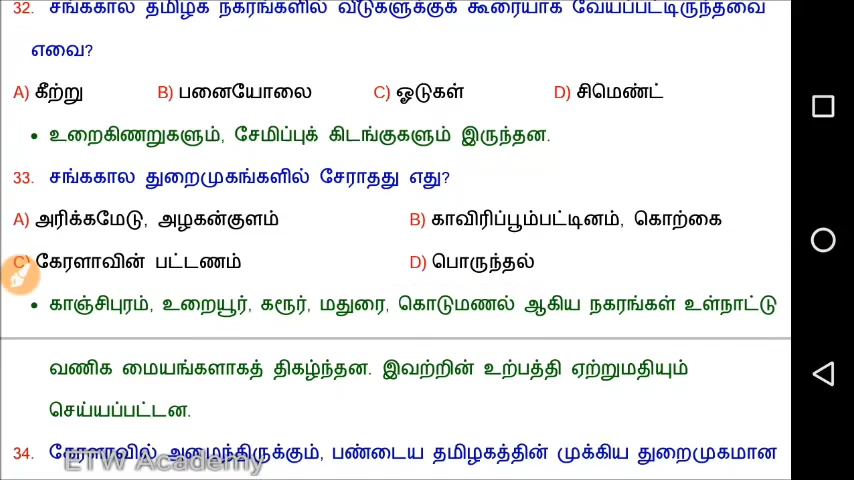 32. சங்ககால தமிழக நகரங்களில் வீடுகளுக்குக் கூரையாக வேயப்பட்டிருந்தவை
எவை?
A) கீற்று B) பனையோலை C) ஓடுகள் D) சிமெண்ட்
• உறைகிணறுகளும், சேமிப்புக் கிடங்குகளும் இருந்தன.
33. சங்ககால துறைமுகங்களில் சேராதது எது?
A) அரிக்கமேடு, அழகன்குளம் B) காவிரிப்பூம்பட்டினம், கொற்கை
C) கேரளாவின் பட்டணம் D) பொருந்தல்
• காஞ்சிபுரம், உறையூர், கரூர், மதுரை, கொடுமணல் ஆகிய நகரங்கள் உள்நாட்டு
வணிக மையங்களாகத் திகழ்ந்தன. இவற்றின் உற்பத்தி ஏற்றுமதியும்
செய்யப்பட்டன.
34. கேரளாவில் அமைந்திருக்கும், பண்டைய தமிழகத்தின் முக்கிய துறைமுகமான
ETW Academy